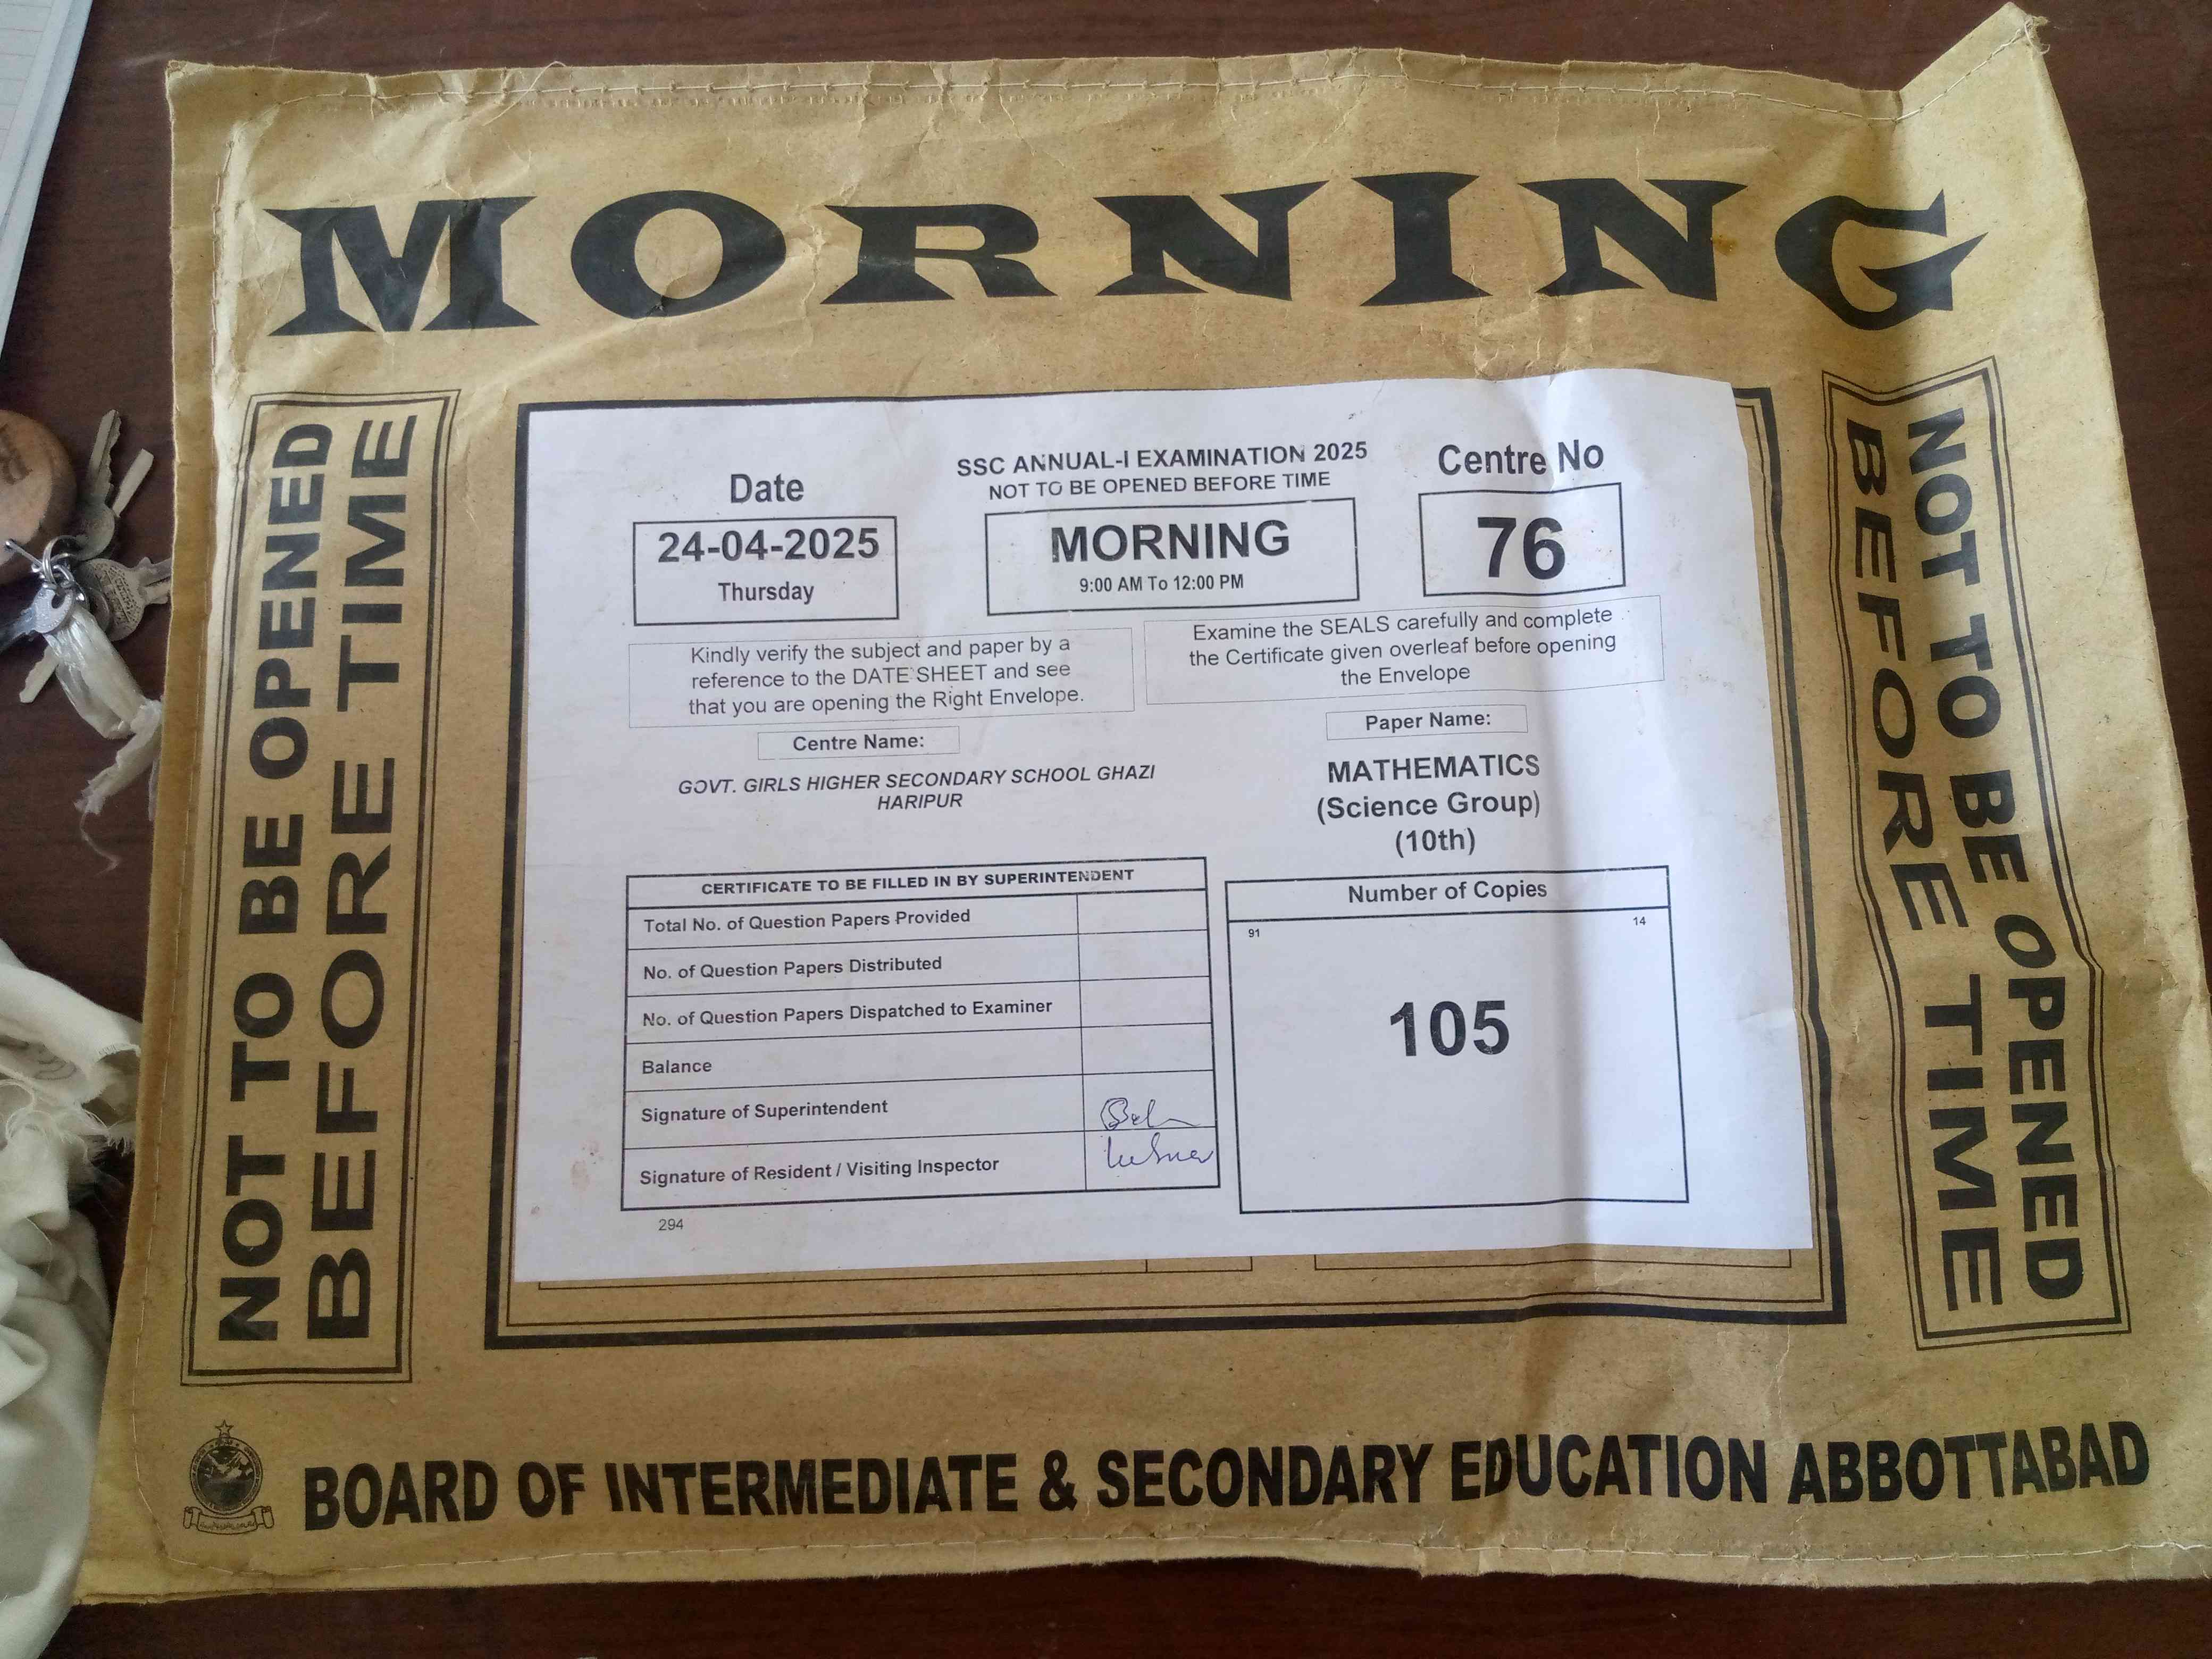 MORNING
NOT TO BE OPENED
BEFORE TIME
SSC ANNUAL-I EXAMINATION 2025
NOT TO BE OPENED BEFORE TIME
Date
24-04-2025
Thursday
MORNING
9:00 AM To 12:00 PM
Centre No
76
Kindly verify the subject and paper by a
reference to the DATE SHEET and see
that you are opening the Right Envelope.
Examine the SEALS carefully and complete
the Certificate given overleaf before opening
the Envelope
Centre Name:
GOVT. GIRLS HIGHER SECONDARY SCHOOL GHAZI
HARIPUR
Paper Name:
MATHEMATICS
(Science Group)
(10th)
CERTIFICATE TO BE FILLED IN BY SUPERINTENDENT
Total No. of Question Papers Provided
No. of Question Papers Distributed
No. of Question Papers Dispatched to Examiner
Balance
Signature of Superintendent
Signature of Resident / Visiting Inspector
294
Number of Copies
91 14
105
NOT TO BE OPENED
BEFORE TIME
BOARD OF INTERMEDIATE & SECONDARY EDUCATION ABBOTTABAD